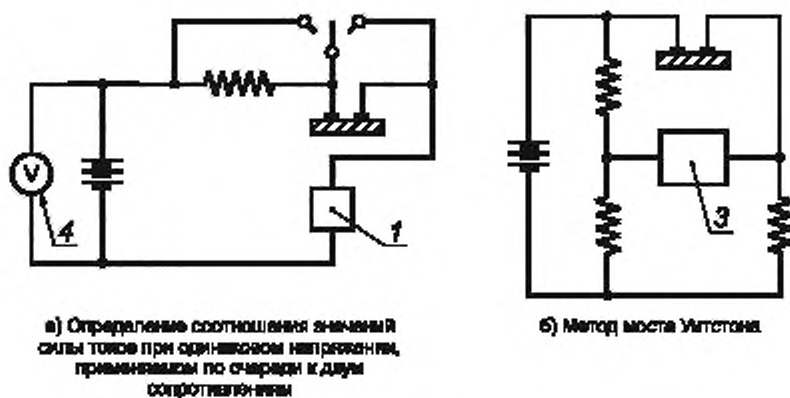 V
4
1
3
а) Определение соотношения значений
силы токов при одинаковом напряжении,
применяемом по очереди к двум
сопротивлениям
б) Метод моста Уитстона